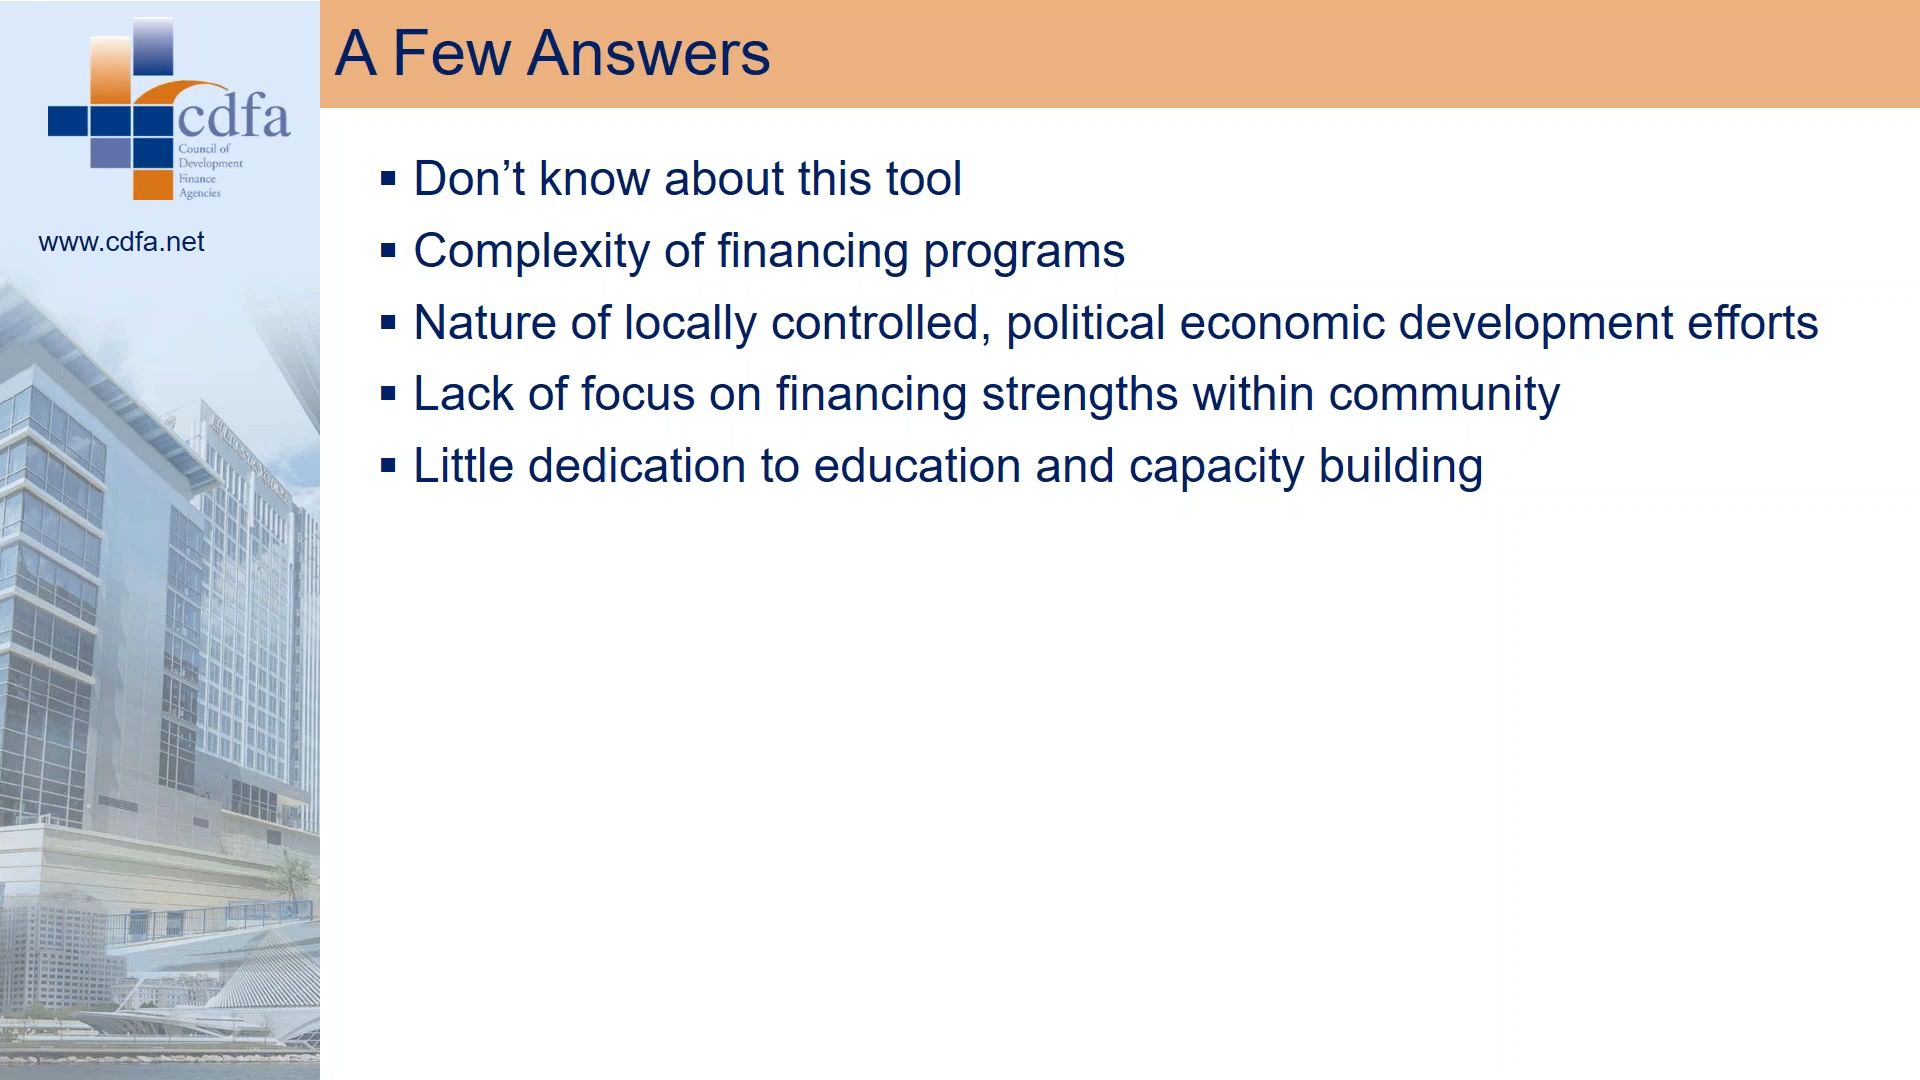 cdfa
Council of
Development
Finance
Agencies
www.cdfa.net
A Few Answers
▪ Don’t know about this tool
▪ Complexity of financing programs
▪ Nature of locally controlled, political economic development efforts
▪ Lack of focus on financing strengths within community
▪ Little dedication to education and capacity building